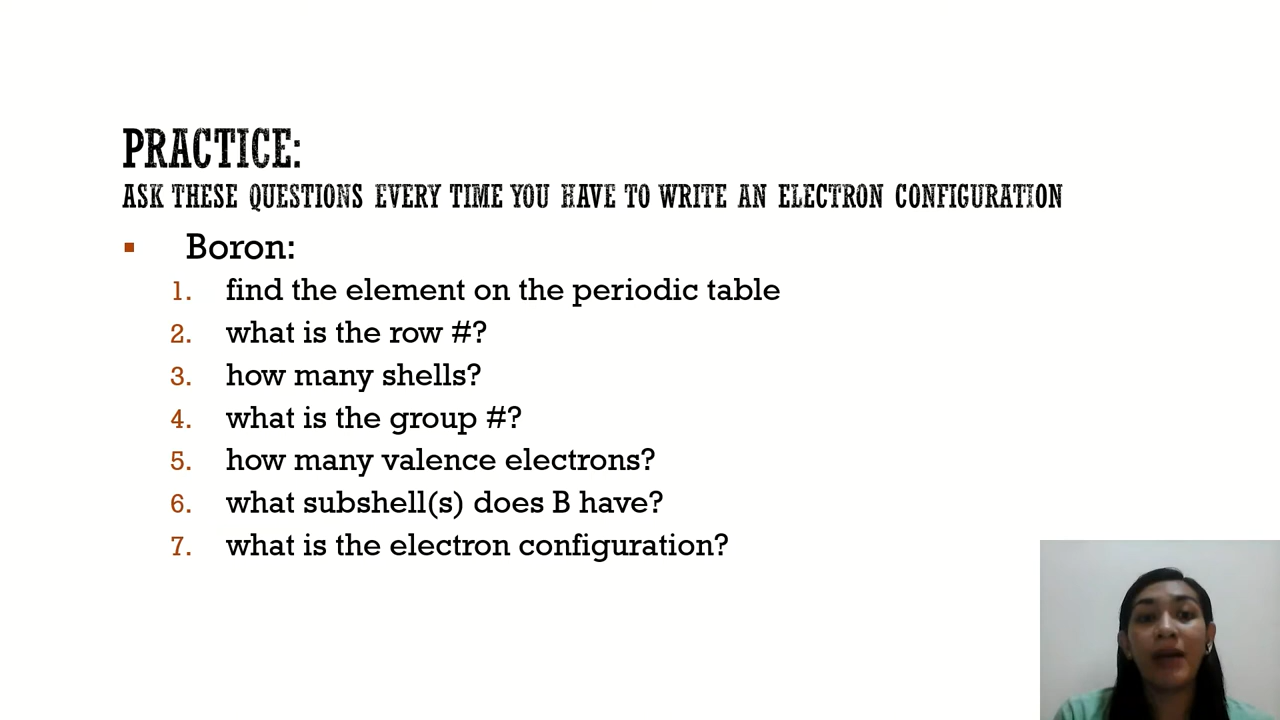 PRACTICE:
ASK THESE QUESTIONS EVERY TIME YOU HAVE TO WRITE AN ELECTRON CONFIGURATION
▪ Boron:
1. find the element on the periodic table
2. what is the row #?
3. how many shells?
4. what is the group #?
5. how many valence electrons?
6. what subshell(s) does B have?
7. what is the electron configuration?